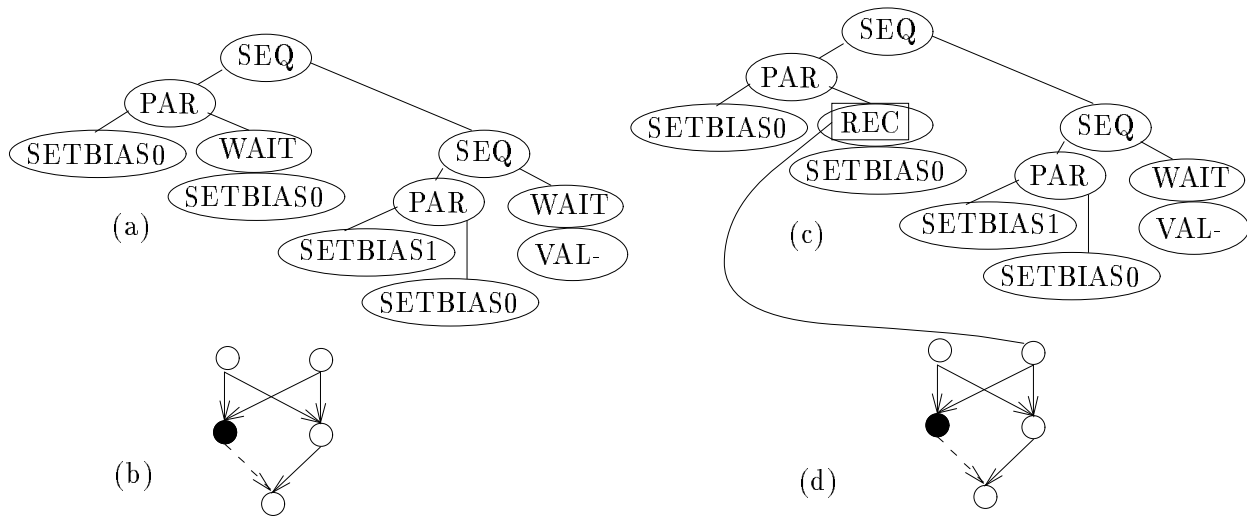 SEQ
PAR
SETBIAS0
WAIT
SETBIAS0
SEQ
PAR
WAIT
SETBIAS1
VAL-
SETBIAS0
(a)
(b)
SEQ
PAR
SETBIAS0
REC
SETBIAS0
SEQ
PAR
WAIT
SETBIAS1
VAL-
SETBIAS0
(c)
(d)